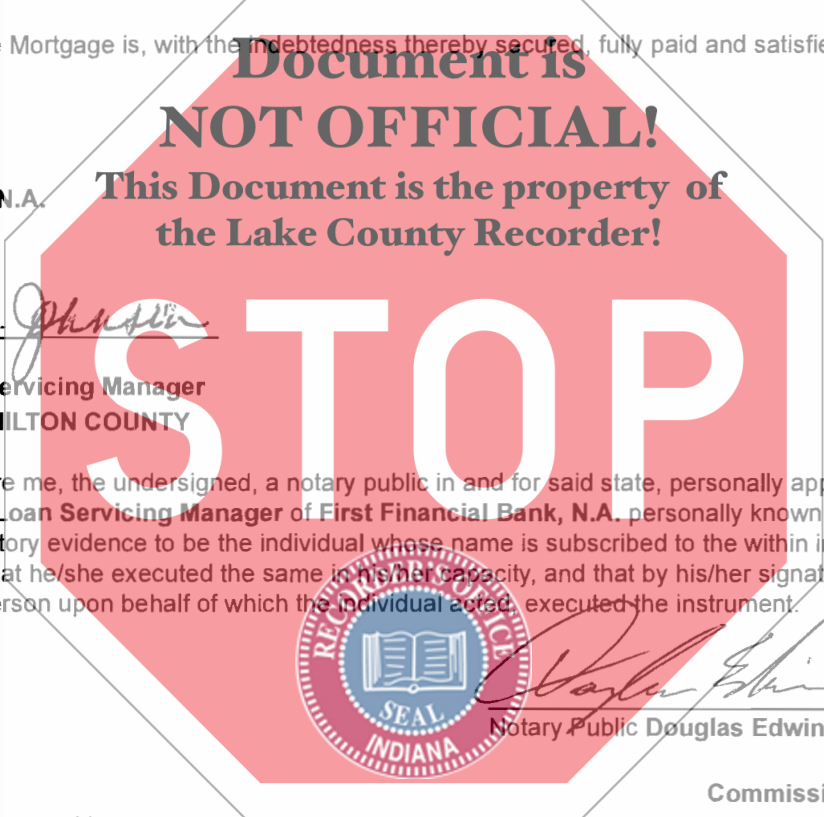 Mortgage is, with the indebtedness thereby secured, fully paid and satisfie
Document is
NOT OFFICIAL!
This Document is the property of
the Lake County Recorder!
N.A.
Johnson
STOP
ervicing Manager
ILTON COUNTY
e me, the undersigned, a notary public in and for said state, personally app
oan Servicing Manager of First Financial Bank, N.A. personally known
tory evidence to be the individual whose name is subscribed to the within i
at he/she executed the same in his/her capacity, and that by his/her signat
rson upon behalf of which the individual acted, executed the instrument.
RECORDER'S OFFICE
SEAL
INDIANA
Notary Public Douglas Edwin
Commissi